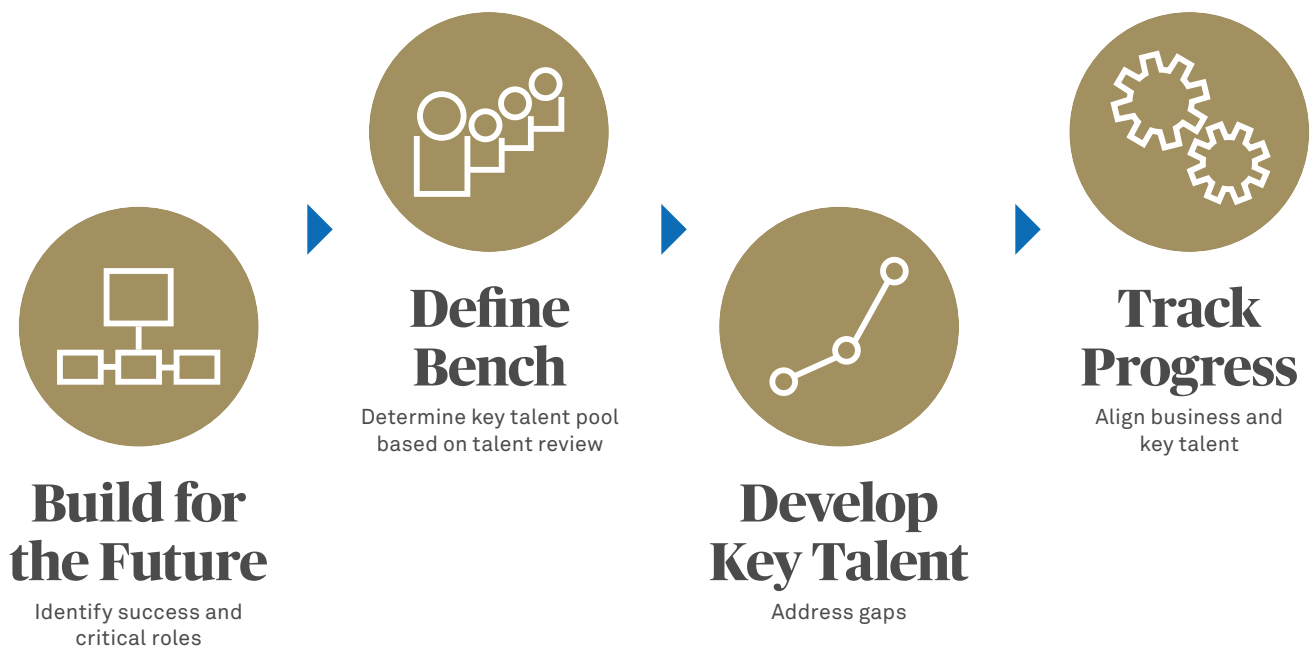 Build for
the Future
Identify success and
critical roles
Define
Bench
Determine key talent pool
based on talent review
Develop
Key Talent
Address gaps
Track
Progress
Align business and
key talent